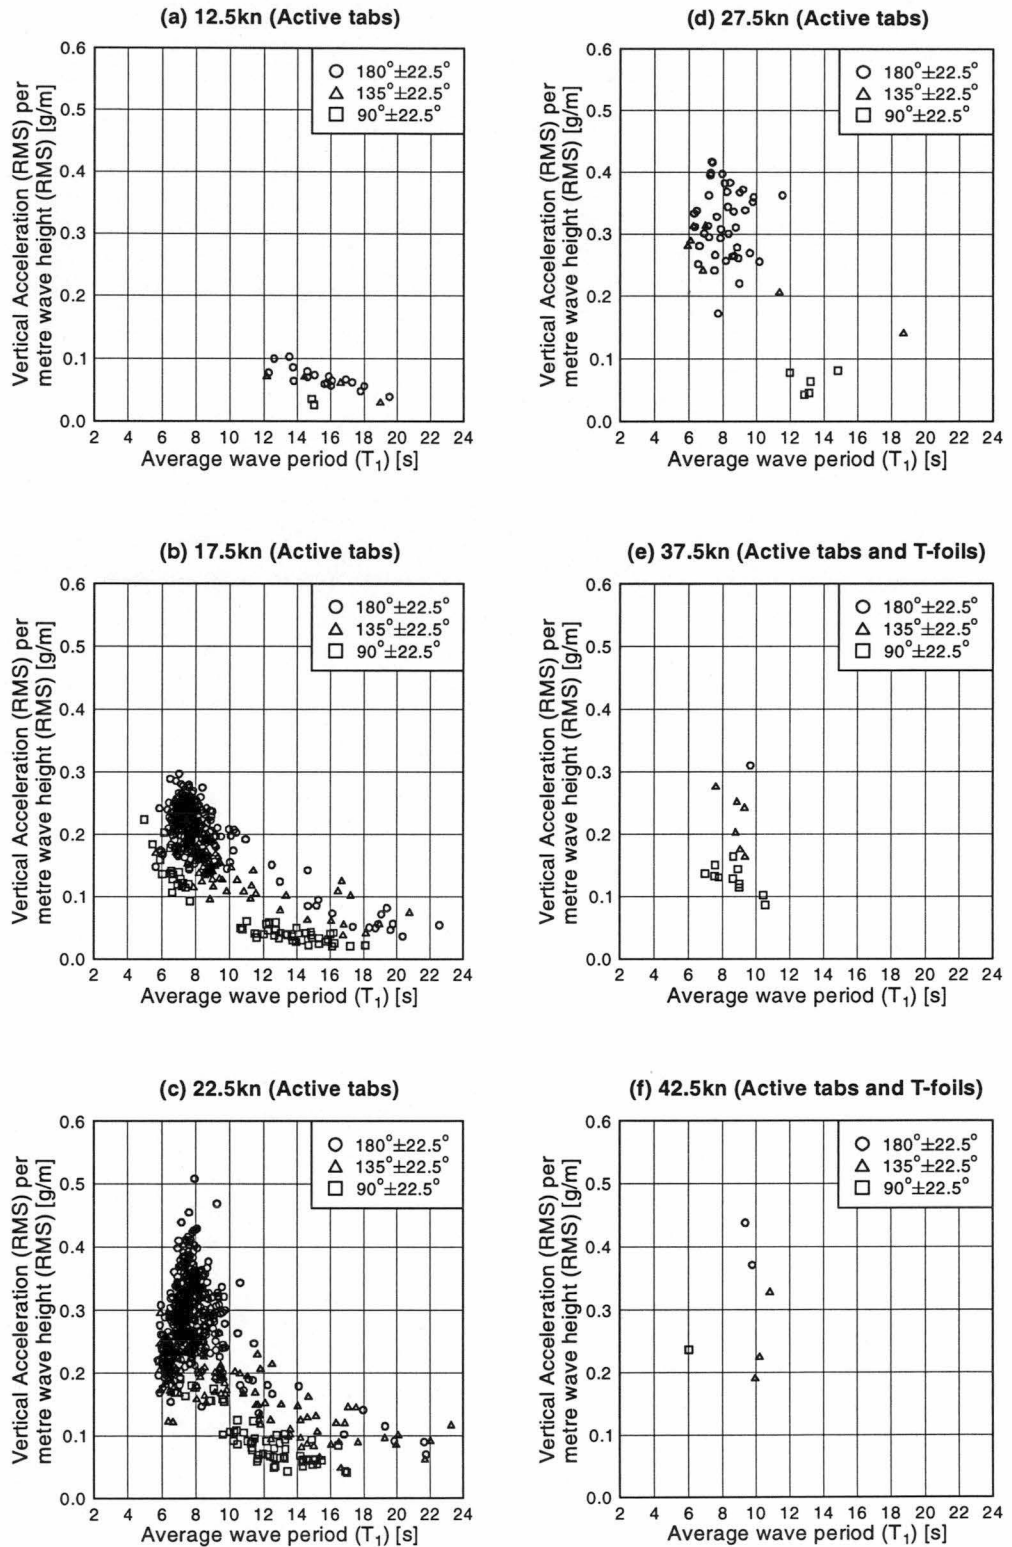 (a) 12.5kn (Active tabs)
Vertical Acceleration (RMS) per
metre wave height (RMS) [g/m]
0.6
0.5
0.4
0.3
0.2
0.1
0.0
180°±22.5°
135°±22.5°
90°±22.5°
2 4 6 8 10 12 14 16 18 20 22 24
Average wave period (T₁) [s]
(d) 27.5kn (Active tabs)
Vertical Acceleration (RMS) per
metre wave height (RMS) [g/m]
0.6
0.5
0.4
0.3
0.2
0.1
0.0
180°±22.5°
135°±22.5°
90°±22.5°
2 4 6 8 10 12 14 16 18 20 22 24
Average wave period (T₁) [s]
(b) 17.5kn (Active tabs)
Vertical Acceleration (RMS) per
metre wave height (RMS) [g/m]
0.6
0.5
0.4
0.3
0.2
0.1
0.0
180°±22.5°
135°±22.5°
90°±22.5°
2 4 6 8 10 12 14 16 18 20 22 24
Average wave period (T₁) [s]
(e) 37.5kn (Active tabs and T-foils)
Vertical Acceleration (RMS) per
metre wave height (RMS) [g/m]
0.6
0.5
0.4
0.3
0.2
0.1
0.0
180°±22.5°
135°±22.5°
90°±22.5°
2 4 6 8 10 12 14 16 18 20 22 24
Average wave period (T₁) [s]
(c) 22.5kn (Active tabs)
Vertical Acceleration (RMS) per
metre wave height (RMS) [g/m]
0.6
0.5
0.4
0.3
0.2
0.1
0.0
180°±22.5°
135°±22.5°
90°±22.5°
2 4 6 8 10 12 14 16 18 20 22 24
Average wave period (T₁) [s]
(f) 42.5kn (Active tabs and T-foils)
Vertical Acceleration (RMS) per
metre wave height (RMS) [g/m]
0.6
0.5
0.4
0.3
0.2
0.1
0.0
180°±22.5°
135°±22.5°
90°±22.5°
2 4 6 8 10 12 14 16 18 20 22 24
Average wave period (T₁) [s]